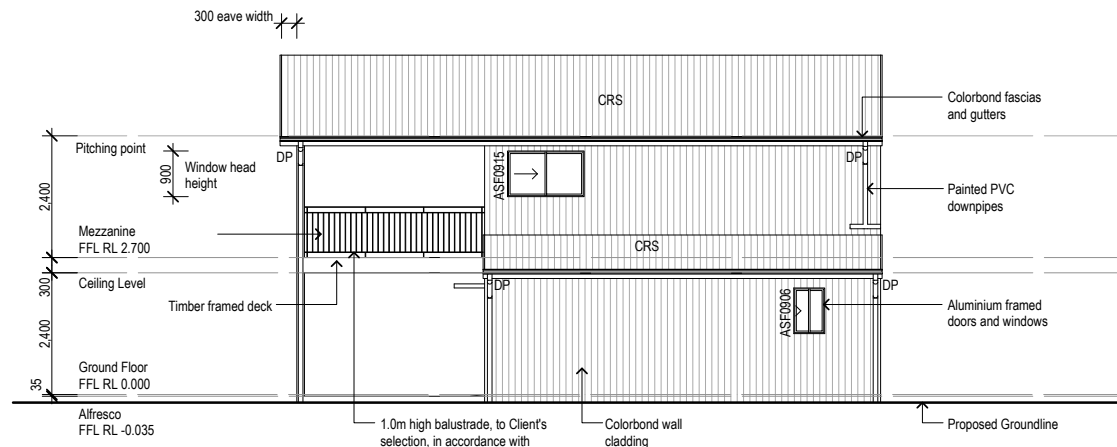 300 eave width
CRS
Colorbond fascias
and gutters
Pitching point
DP
DP
Window head
height
900
ASF0915
2,400
Painted PVC
downpipes
Mezzanine
FFL RL 2.700
CRS
300
Ceiling Level
DP
DP
Timber framed deck
ASF0906
Aluminium framed
doors and windows
2,400
Ground Floor
FFL RL 0.000
35
Alfresco
FFL RL -0.035
1.0m high balustrade, to Client's
selection, in accordance with
Colorbond wall
cladding
Proposed Groundline